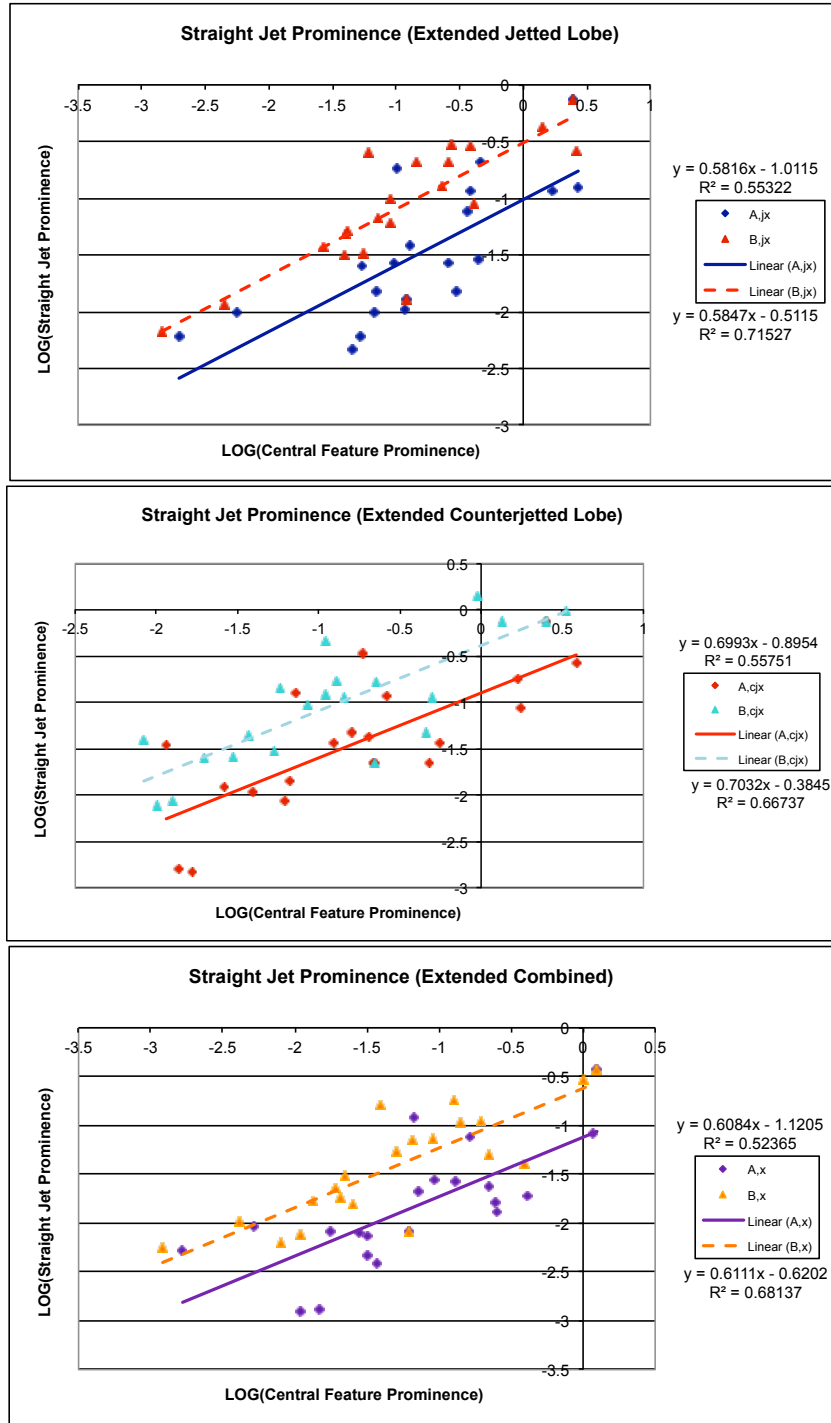 Straight Jet Prominence (Extended Jetted Lobe)
0
-3.5 -3 -2.5 -2 -1.5 -1 -0.5 0 0.5 1
-0.5
-1
-1.5
-2
-2.5
-3
LOG(Straight Jet Prominence)
LOG(Central Feature Prominence)
y = 0.5816x - 1.0115
R² = 0.55322
A,jx
B,jx
Linear (A,jx)
Linear (B,jx)
y = 0.5847x - 0.5115
R² = 0.71527
Straight Jet Prominence (Extended Counterjetted Lobe)
0.5
0
-2.5 -2 -1.5 -1 -0.5 0 0.5 1
-0.5
-1
-1.5
-2
-2.5
-3
LOG(Straight Jet Prominence)
LOG(Central Feature Prominence)
y = 0.6993x - 0.8954
R² = 0.55751
A,cjx
B,cjx
Linear (A,cjx)
Linear (B,cjx)
y = 0.7032x - 0.3845
R² = 0.66737
Straight Jet Prominence (Extended Combined)
0
-3.5 -3 -2.5 -2 -1.5 -1 -0.5 0 0.5
-0.5
-1
-1.5
-2
-2.5
-3
-3.5
LOG(Straight Jet Prominence)
LOG(Central Feature Prominence)
y = 0.6084x - 1.1205
R² = 0.52365
A,x
B,x
Linear (A,x)
Linear (B,x)
y = 0.6111x - 0.6202
R² = 0.68137